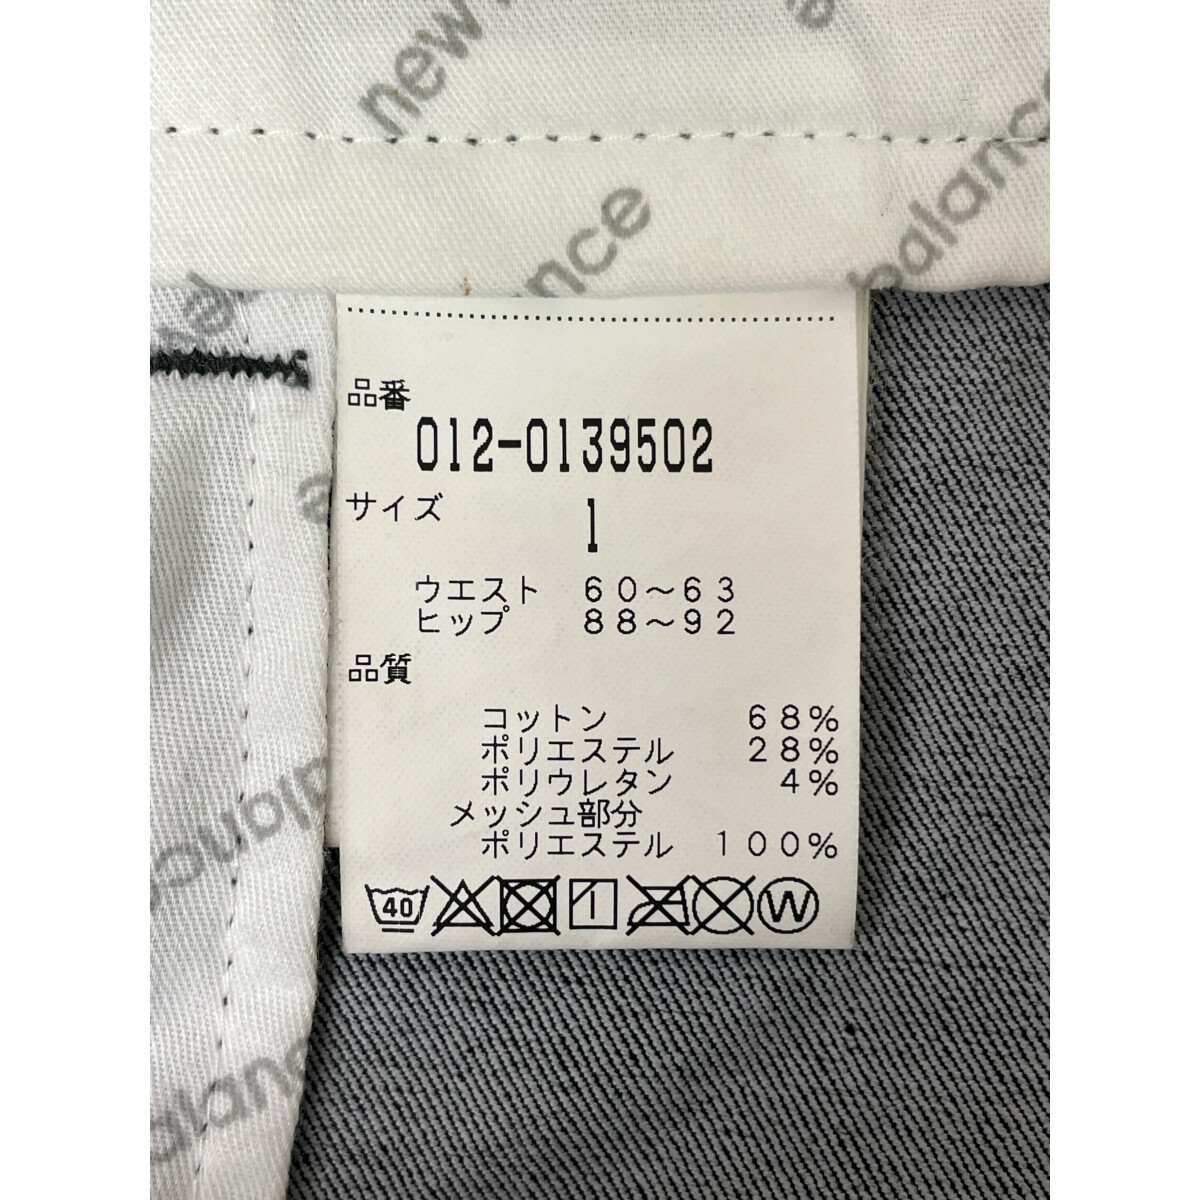 new
balance
品番
012-0139502
サイズ
1
ウエスト 60～63
ヒップ 88～92
品質
コットン 68%
ポリエステル 28%
ポリウレタン 4%
メッシュ部分
ポリエステル 100%
40
W